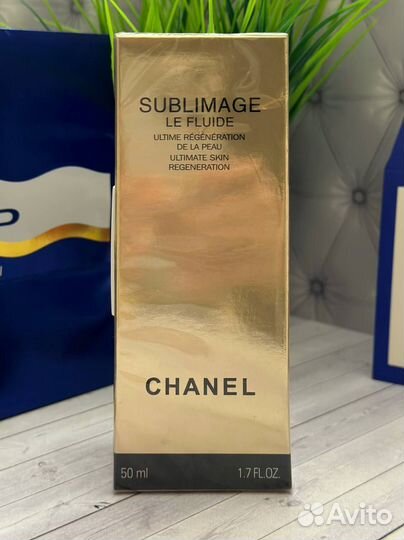 SUBLIMAGE
LE FLUIDE
ULTIME RÉGÉNÉRATION
DE LA PEAU
ULTIMATE SKIN
REGENERATION
CHANEL
50 ml
1.7 FL.OZ.
Avito